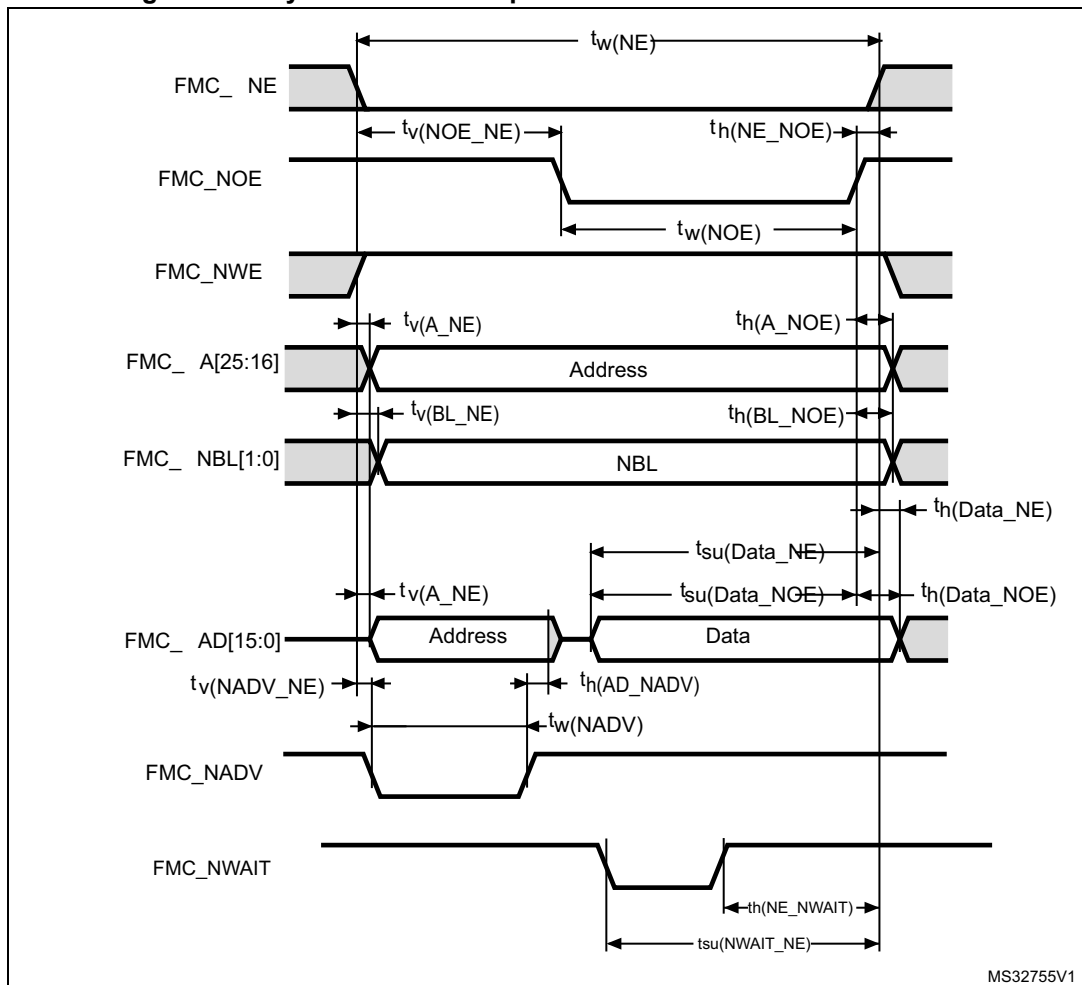 tw(NE)
FMC_ NE
tv(NOE_NE)
th(NE_NOE)
FMC_NOE
tw(NOE)
FMC_NWE
tv(A_NE)
th(A_NOE)
FMC_ A[25:16]
Address
tv(BL_NE)
th(BL_NOE)
FMC_ NBL[1:0]
NBL
th(Data_NE)
tsu(Data_NE)
tv(A_NE)
tsu(Data_NOE)
th(Data_NOE)
FMC_ AD[15:0]
Address
Data
tv(NADV_NE)
th(AD_NADV)
tw(NADV)
FMC_NADV
FMC_NWAIT
th(NE_NWAIT)
tsu(NWAIT_NE)
MS32755V1